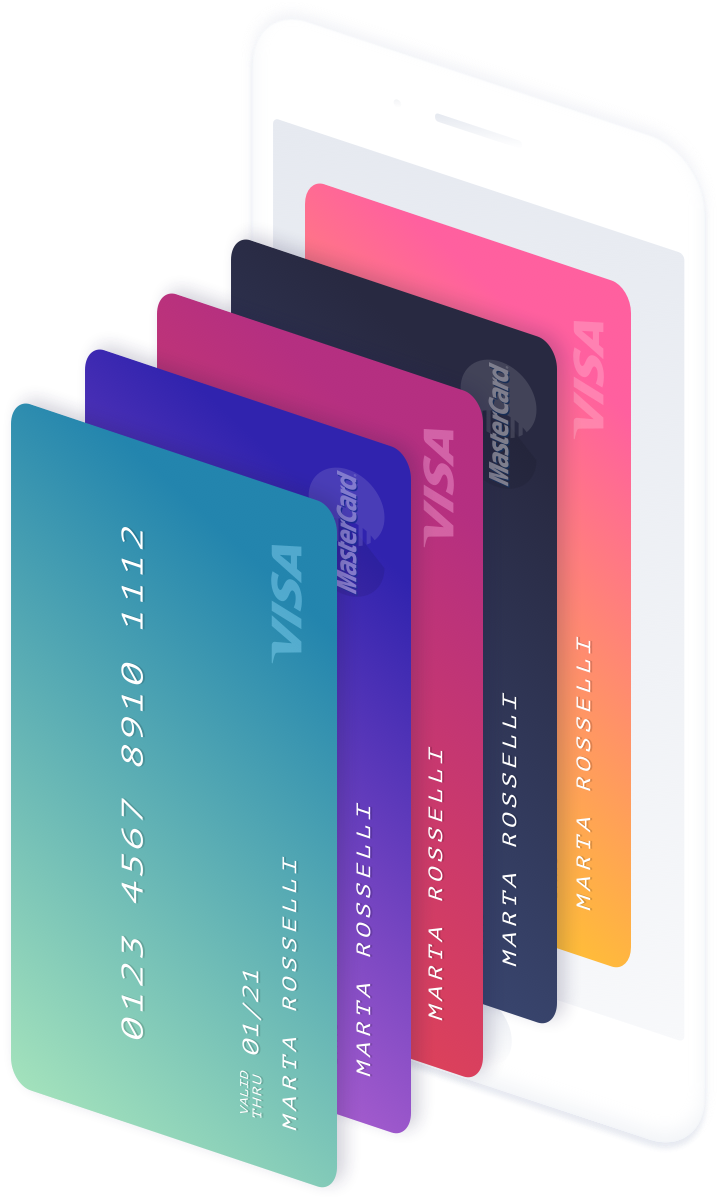 VISA
0123 4567 8910 1112
VALID
THRU 01/21
MARTA ROSSELLI
MasterCard
MARTA ROSSELLI
VISA
MARTA ROSSELLI
MasterCard
MARTA ROSSELLI
VISA
MARTA ROSSELLI